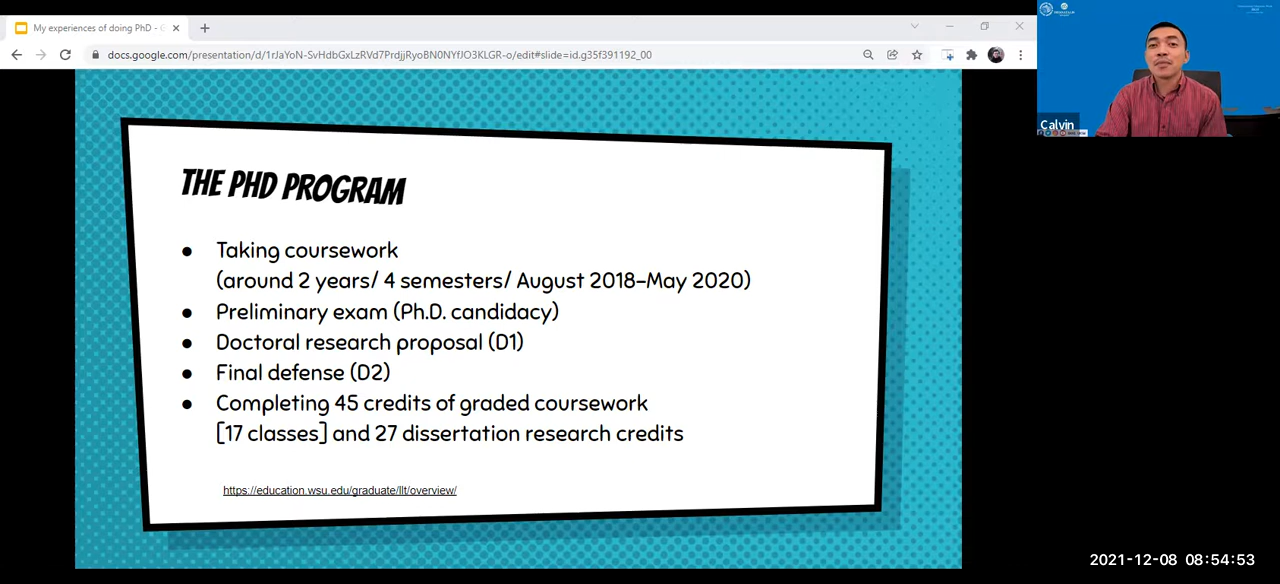 My experiences of doing PhD - G
docs.google.com/presentation/d/1rJaYoN-SvHdbGxLzRVd7PrdjjRyoBN0NYfJO3KLGR-o/edit#slide=id.g35f391192_00
Calvin
THE PHD PROGRAM
● Taking coursework
(around 2 years/ 4 semesters/ August 2018-May 2020)
● Preliminary exam (Ph.D. candidacy)
● Doctoral research proposal (D1)
● Final defense (D2)
● Completing 45 credits of graded coursework
[17 classes] and 27 dissertation research credits
https://education.wsu.edu/graduate/llt/overview/
2021-12-08 08:54:53